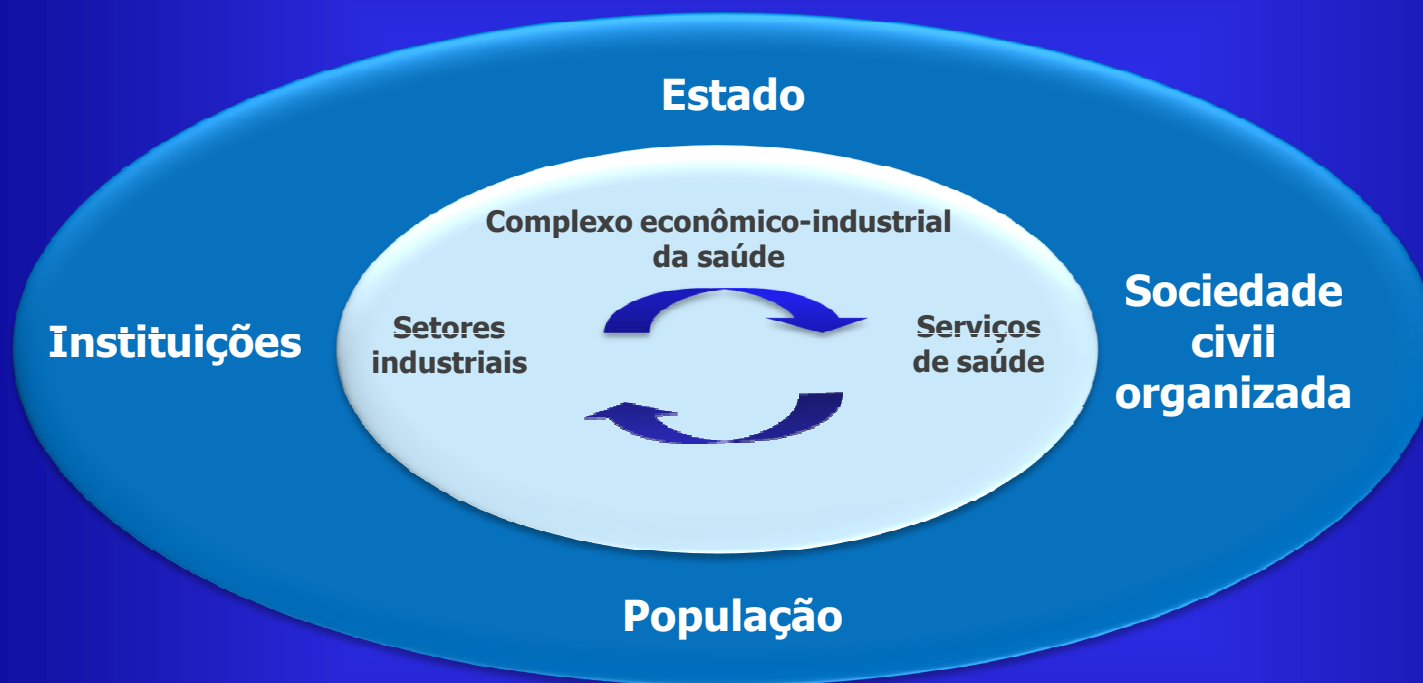 Estado
Complexo econômico-industrial
da saúde
Instituições
Setores
industriais
Serviços
de saúde
Sociedade
civil
organizada
População